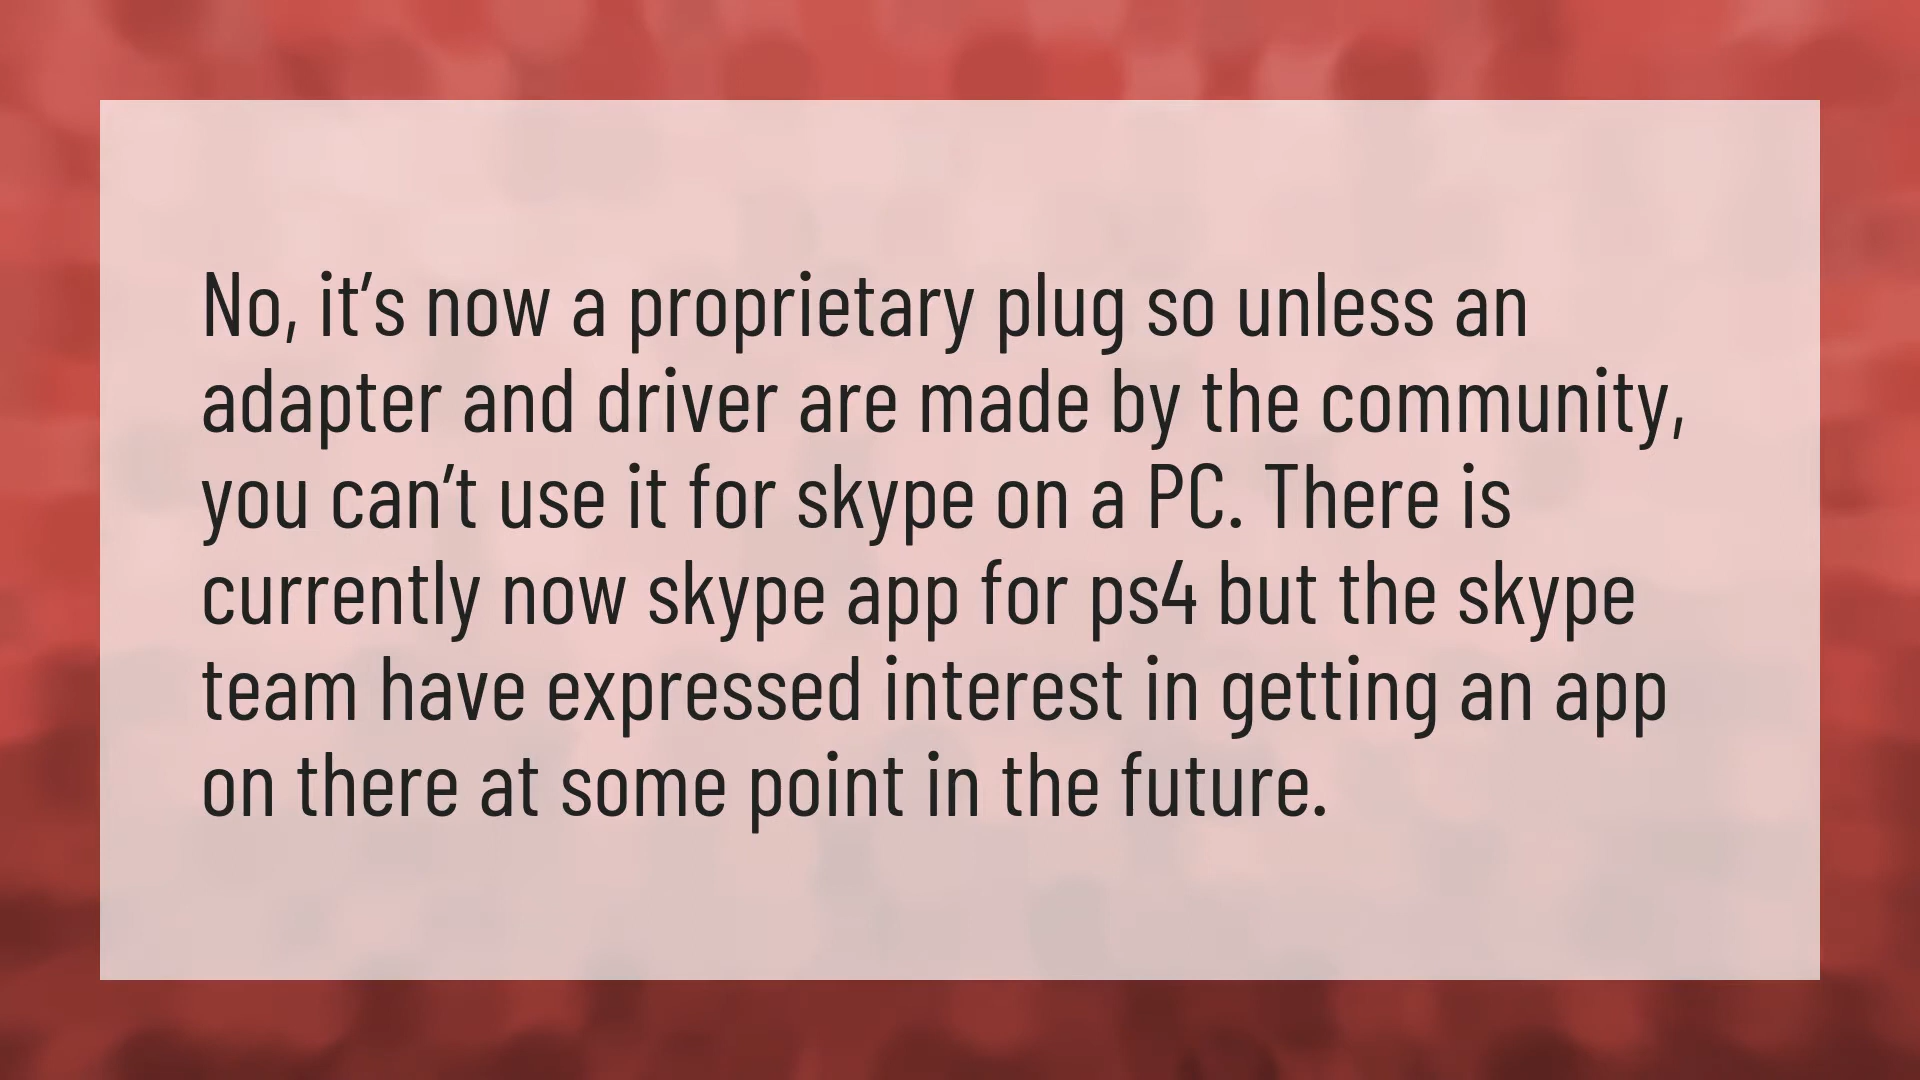 No, it’s now a proprietary plug so unless an
adapter and driver are made by the community,
you can’t use it for skype on a PC. There is
currently now skype app for ps4 but the skype
team have expressed interest in getting an app
on there at some point in the future.